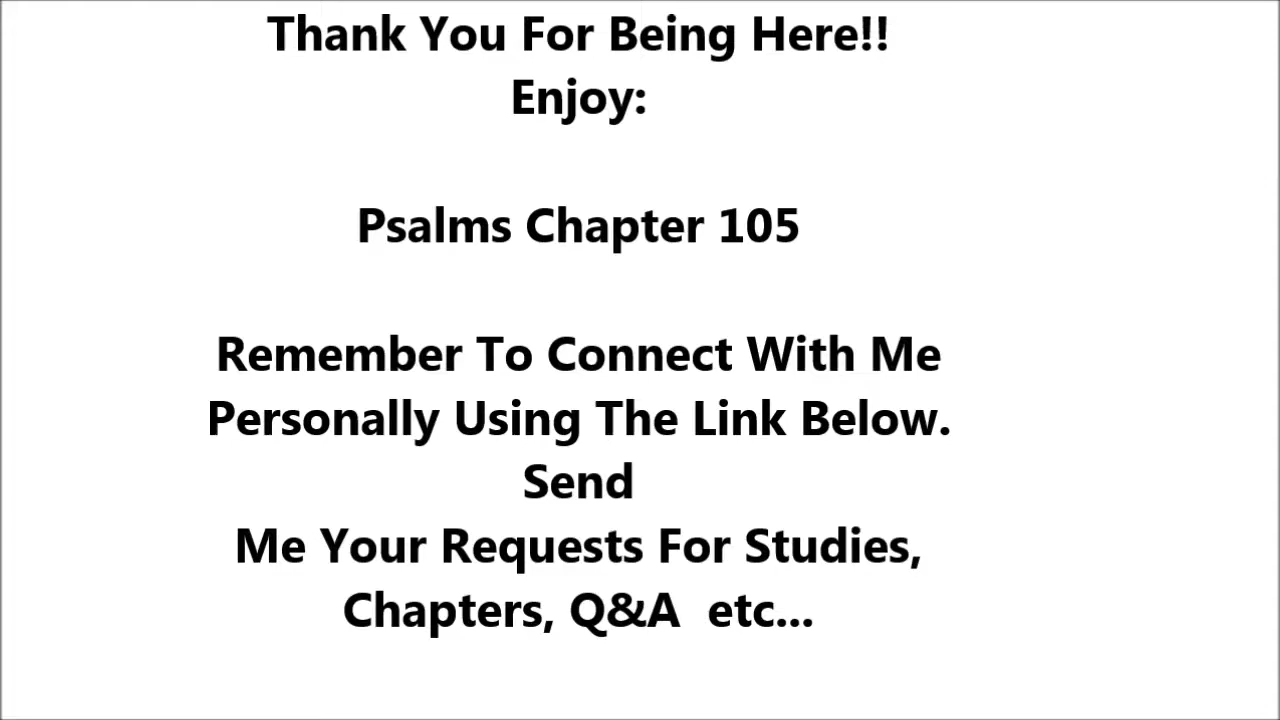 Thank You For Being Here!!
Enjoy:
Psalms Chapter 105
Remember To Connect With Me
Personally Using The Link Below.
Send
Me Your Requests For Studies,
Chapters, Q&A  etc...